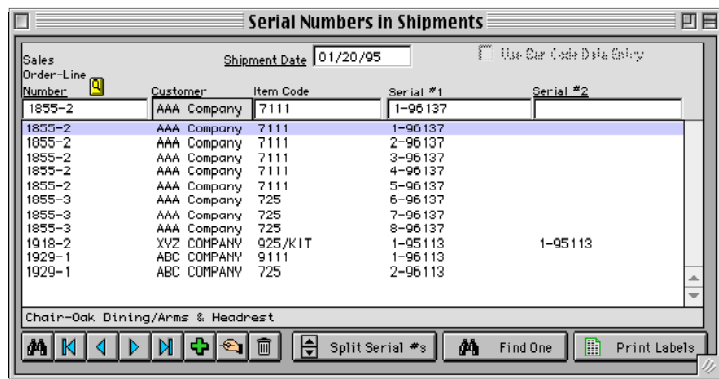 Serial Numbers in Shipments
Shipment Date 01/20/95 Use Bar Code Data Entry
Sales
Order-Line
Number Customer Item Code Serial #1 Serial #2
1855-2 AAA Company 7111 1-96137
1855-2 AAA Company 7111 1-96137
1855-2 AAA Company 7111 2-96137
1855-2 AAA Company 7111 3-96137
1855-2 AAA Company 7111 4-96137
1855-2 AAA Company 7111 5-96137
1855-3 AAA Company 725 6-96137
1855-3 AAA Company 725 7-96137
1855-3 AAA Company 725 8-96137
1918-2 XYZ COMPANY 925/KIT 1-95113 1-95113
1929-1 ABC COMPANY 9111 1-96113
1929-1 ABC COMPANY 725 2-96113
Chair-Oak Dining/Arms & Headrest
Split Serial #s Find One Print Labels